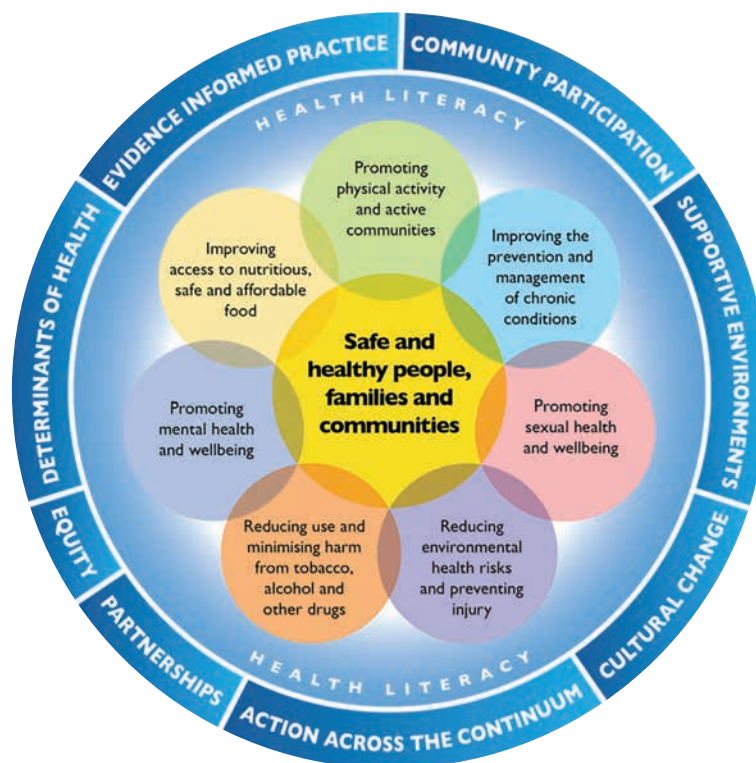 EVIDENCE INFORMED PRACTICE
COMMUNITY PARTICIPATION
SUPPORTIVE ENVIRONMENTS
CULTURAL CHANGE
ACTION ACROSS THE CONTINUUM
PARTNERSHIPS
EQUITY
DETERMINANTS OF HEALTH
HEALTH LITERACY
Promoting
physical activity
and active
communities
Improving the
prevention and
management
of chronic
conditions
Promoting
sexual health
and wellbeing
Reducing
environmental
health risks
and preventing
injury
Reducing use and
minimising harm
from tobacco,
alcohol and
other drugs
Promoting
mental health
and wellbeing
Improving
access to nutritious,
safe and affordable
food
Safe and
healthy people,
families and
communities
HEALTH LITERACY